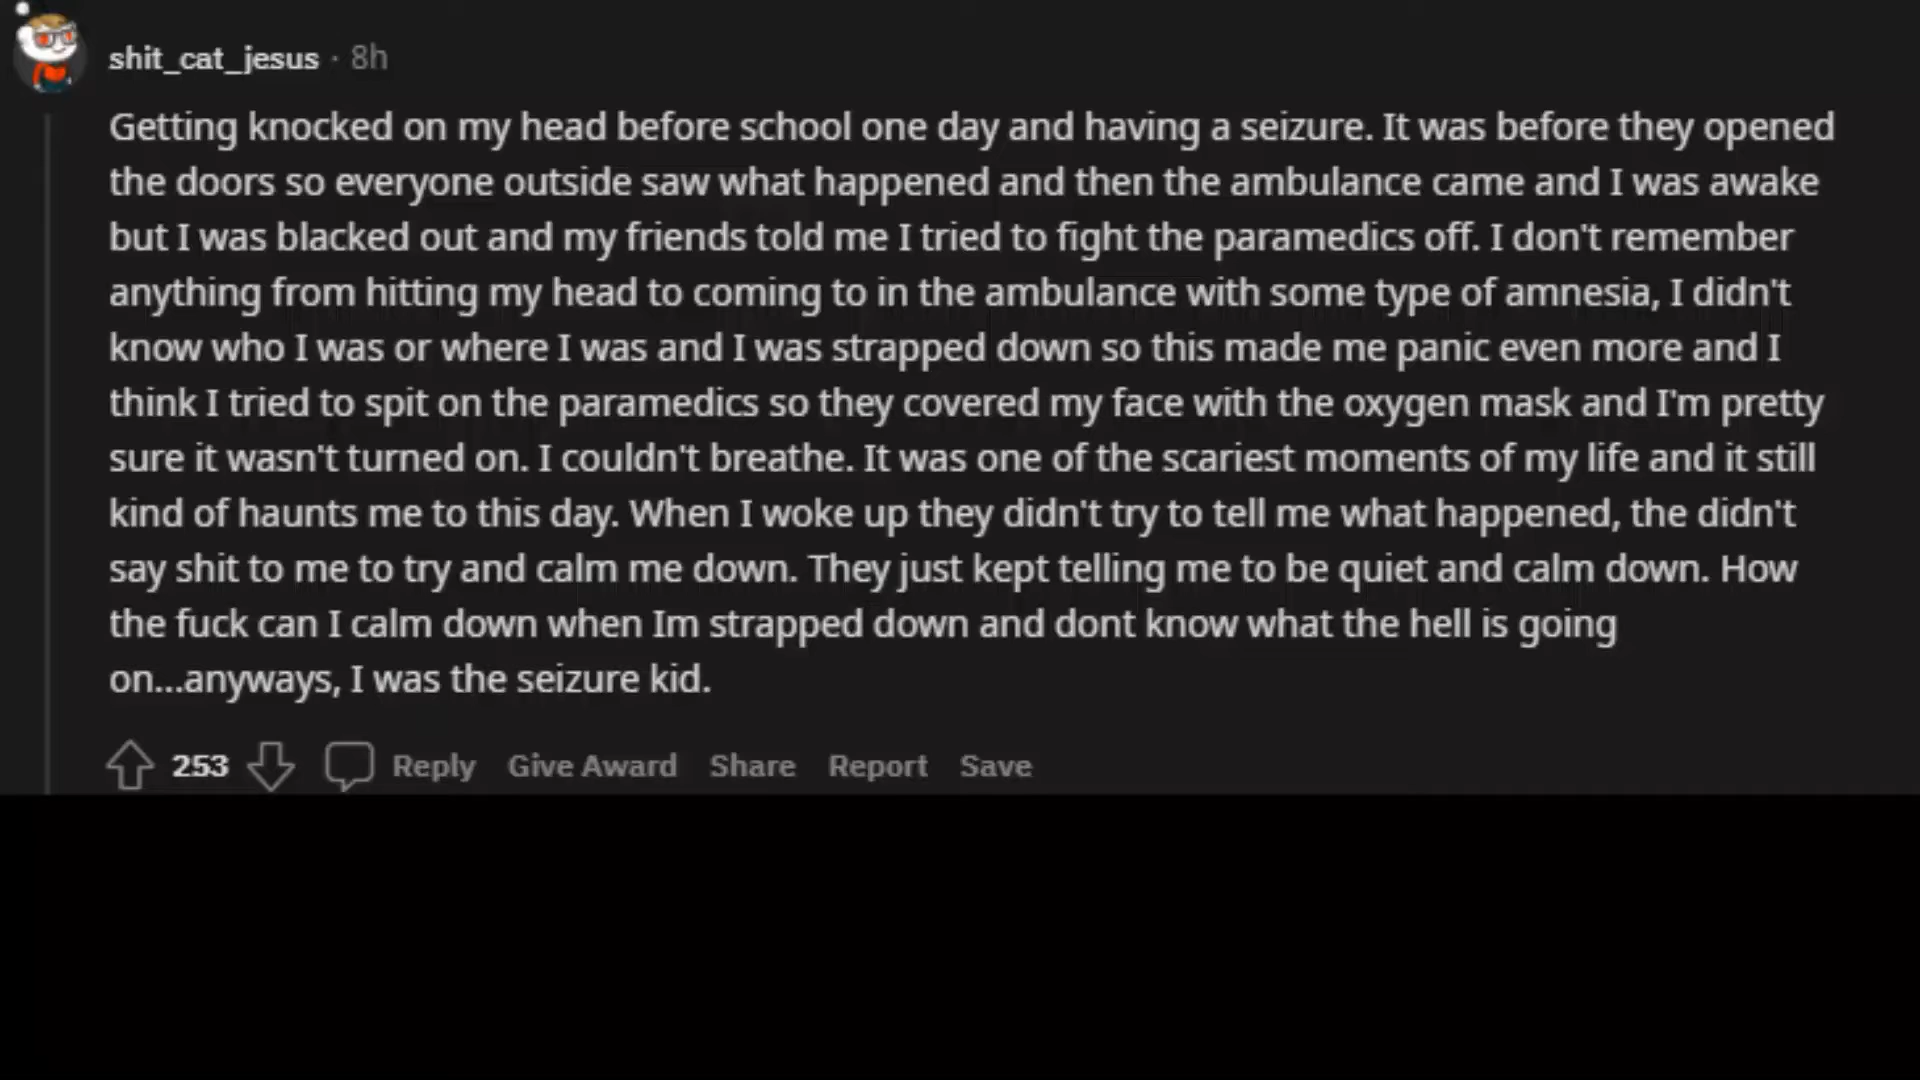 shit_cat_jesus · 8h
Getting knocked on my head before school one day and having a seizure. It was before they opened
the doors so everyone outside saw what happened and then the ambulance came and I was awake
but I was blacked out and my friends told me I tried to fight the paramedics off. I don't remember
anything from hitting my head to coming to in the ambulance with some type of amnesia, I didn't
know who I was or where I was and I was strapped down so this made me panic even more and I
think I tried to spit on the paramedics so they covered my face with the oxygen mask and I'm pretty
sure it wasn't turned on. I couldn't breathe. It was one of the scariest moments of my life and it still
kind of haunts me to this day. When I woke up they didn't try to tell me what happened, the didn't
say shit to me to try and calm me down. They just kept telling me to be quiet and calm down. How
the fuck can I calm down when Im strapped down and dont know what the hell is going
on...anyways, I was the seizure kid.
253 Reply Give Award Share Report Save